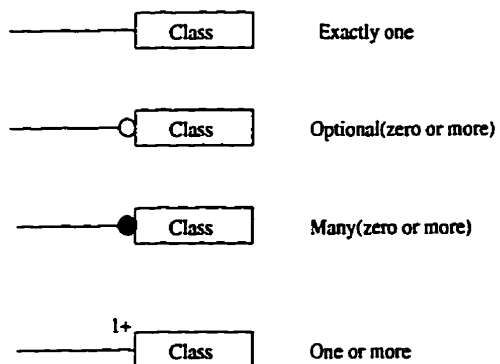 Class Exactly one
Class Optional(zero or more)
Class Many(zero or more)
1+
Class One or more